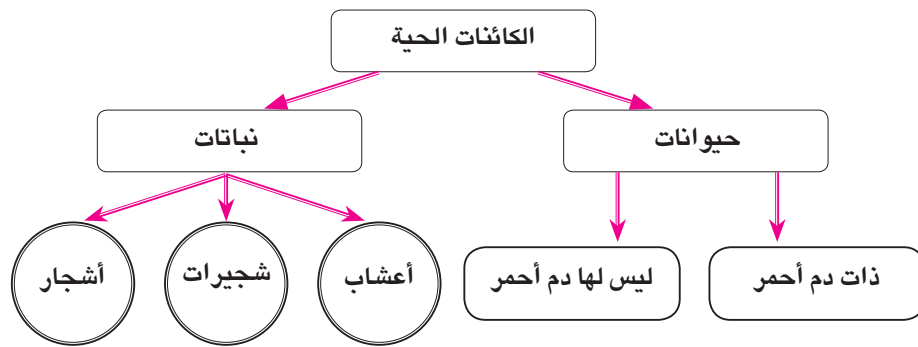 الكائنات الحية
حيوانات
نباتات
ذات دم أحمر
ليس لها دم أحمر
أعشاب
شجيرات
أشجار